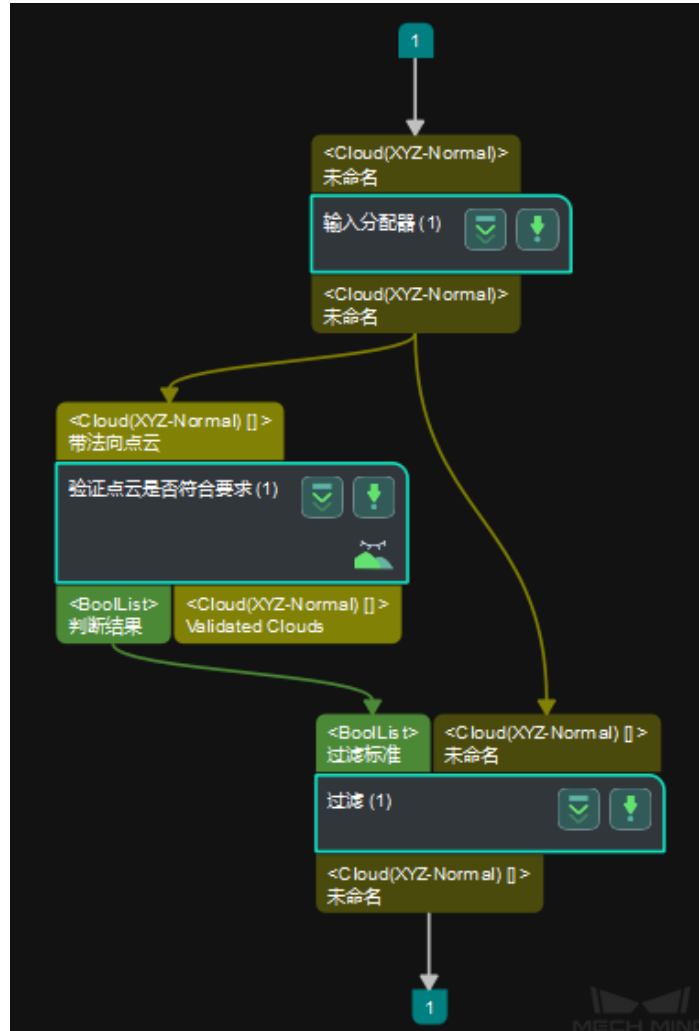 1
<Cloud(XYZ-Normal)>
未命名
输入分配器 (1)
<Cloud(XYZ-Normal)>
未命名
<Cloud(XYZ-Normal) []>
带法向点云
验证点云是否符合要求 (1)
<BoolList>
判断结果
<Cloud(XYZ-Normal) []>
Validated Clouds
<BoolList>
过滤标准
<Cloud(XYZ-Normal) []>
未命名
过滤 (1)
<Cloud(XYZ-Normal) []>
未命名
1
MECH MIND